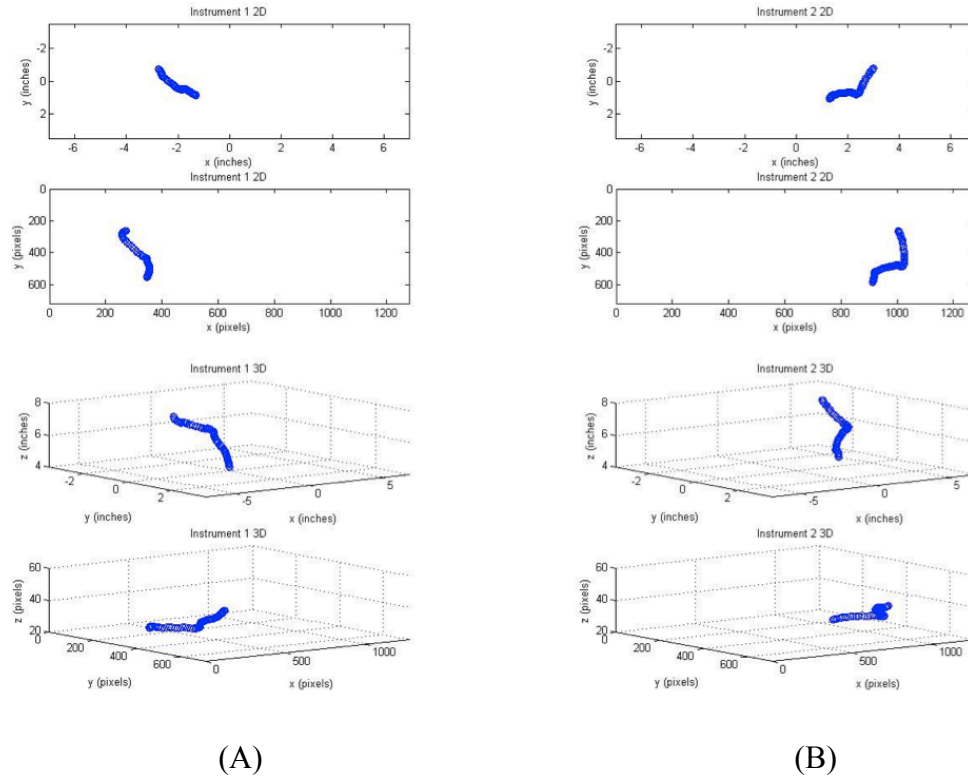 Instrument 1 2D
-2
0
2
y (inches)
-6 -4 -2 0 2 4 6
x (inches)
Instrument 1 2D
0
200
400
600
y (pixels)
0 200 400 600 800 1000 1200
x (pixels)
Instrument 1 3D
8
6
4
z (inches)
-2 0 2
y (inches)
-5 0 5
x (inches)
Instrument 1 3D
60
40
20
z (pixels)
200 400 600
y (pixels)
0 500 1000
x (pixels)
(A)
Instrument 2 2D
-2
0
2
y (inches)
-6 -4 -2 0 2 4 6
x (inches)
Instrument 2 2D
0
200
400
600
y (pixels)
0 200 400 600 800 1000 1200
x (pixels)
Instrument 2 3D
8
6
4
z (inches)
-2 0 2
y (inches)
-5 0 5
x (inches)
Instrument 2 3D
60
40
20
z (pixels)
200 400 600
y (pixels)
0 500 1000
x (pixels)
(B)